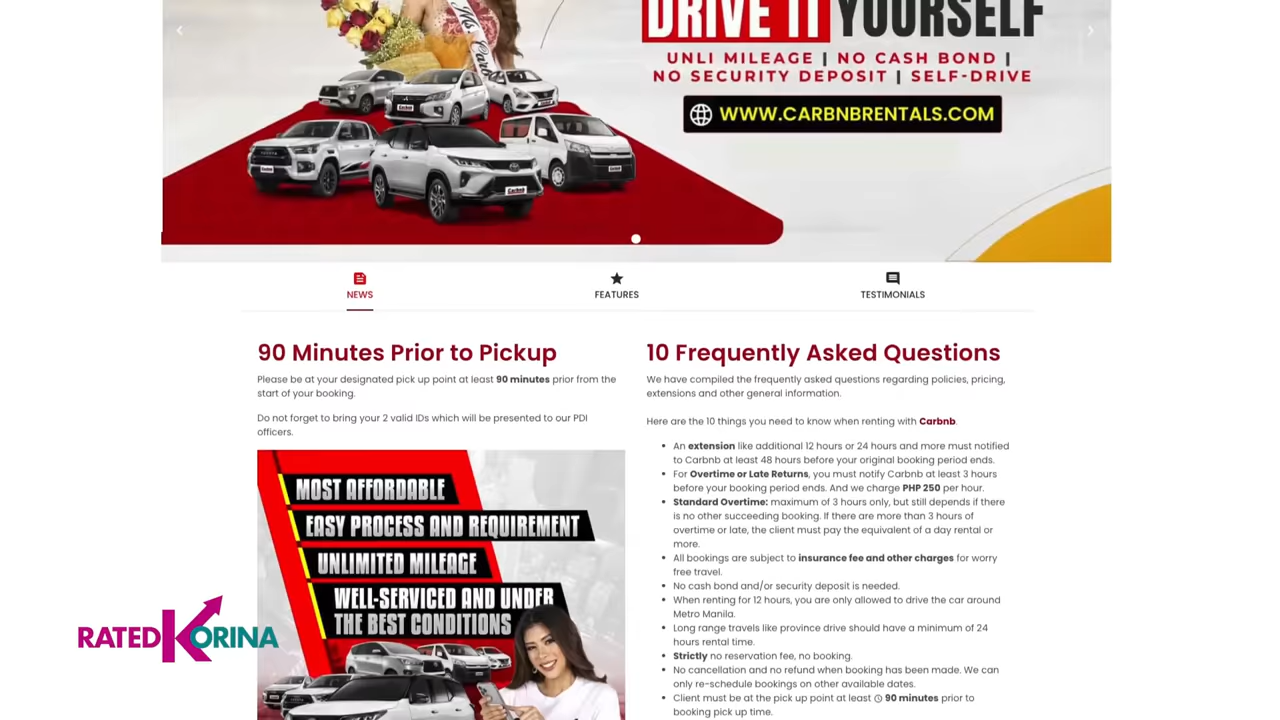 DRIVE IT YOURSELF
UNLI MILEAGE | NO CASH BOND |
NO SECURITY DEPOSIT | SELF-DRIVE
WWW.CARBNBRENTALS.COM
Ms. Carb
Carbnb
Carbnb
Carbnb
Carbnb
NEWS
FEATURES
TESTIMONIALS
90 Minutes Prior to Pickup
Please be at your designated pick up point at least 90 minutes prior from the
start of your booking.
Do not forget to bring your 2 valid IDs which will be presented to our PDI
officers.
MOST AFFORDABLE
EASY PROCESS AND REQUIREMENT
UNLIMITED MILEAGE
WELL-SERVICED AND UNDER
THE BEST CONDITIONS
10 Frequently Asked Questions
We have compiled the frequently asked questions regarding policies, pricing,
extensions and other general information.
Here are the 10 things you need to know when renting with Carbnb.
An extension like additional 12 hours or 24 hours and more must notified
to Carbnb at least 48 hours before your original booking period ends.
For Overtime or Late Returns, you must notify Carbnb at least 3 hours
before your booking period ends. And we charge PHP 250 per hour.
Standard Overtime: maximum of 3 hours only, but still depends if there
is no other succeeding booking. If there are more than 3 hours of
overtime or late, the client must pay the equivalent of a day rental or
more.
All bookings are subject to insurance fee and other charges for worry
free travel.
No cash bond and/or security deposit is needed.
When renting for 12 hours, you are only allowed to drive the car around
Metro Manila.
Long range travels like province drive should have a minimum of 24
hours rental time.
Strictly no reservation fee, no booking.
No cancellation and no refund when booking has been made. We can
only re-schedule bookings on other available dates.
Client must be at the pick up point at least 90 minutes prior to
booking pick up time.
RATED KORINA